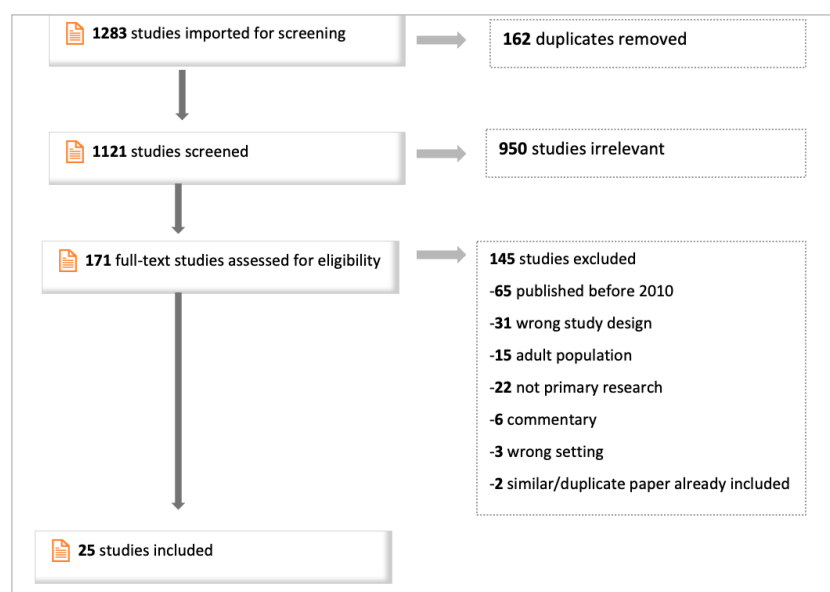 1283 studies imported for screening
162 duplicates removed
1121 studies screened
950 studies irrelevant
171 full-text studies assessed for eligibility
145 studies excluded
-65 published before 2010
-31 wrong study design
-15 adult population
-22 not primary research
-6 commentary
-3 wrong setting
-2 similar/duplicate paper already included
25 studies included